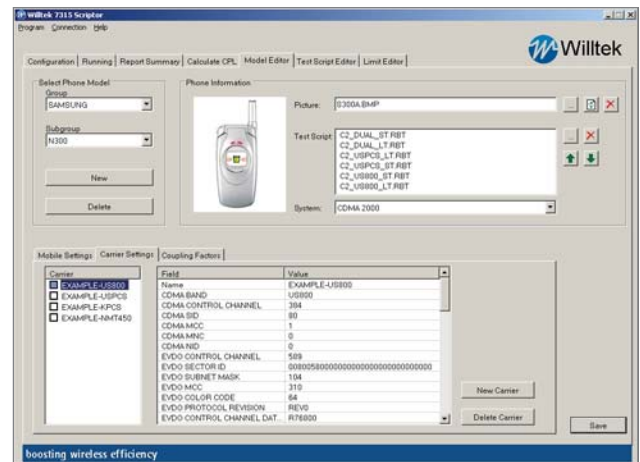 Willtek 7315 Scriptor
Program Connection Help
Willtek
Configuration Running Report Summary Calculate CPL Model Editor Test Script Editor Limit Editor
Select Phone Model
Group
SAMSUNG
Subgroup
N300
New
Delete
Phone Information
Picture: S300A.BMP
...
Test Script:
C2_DUAL_ST.RBT
C2_DUAL_LT.RBT
C2_USPCS_LT.RBT
C2_USPCS_ST.RBT
C2_US800_ST.RBT
C2_US800_LT.RBT
...
System: CDMA 2000
Mobile Settings Carrier Settings Coupling Factors
Carrier
EXAMPLE-US800
EXAMPLE-USPCS
EXAMPLE-KPCS
EXAMPLE-NMT450
Field Value
Name EXAMPLE-US800
CDMA BAND US800
CDMA CONTROL CHANNEL 384
CDMA SID 80
CDMA MCC 1
CDMA MNC 0
CDMA NID 0
EVDO CONTROL CHANNEL 589
EVDO SECTOR ID
EVDO SUBNET MASK 104
EVDO MCC 310
EVDO COLOR CODE 64
EVDO PROTOCOL REVISION REV0
EVDO CONTROL CHANNEL DAT... R76800
New Carrier
Delete Carrier
Save
boosting wireless efficiency